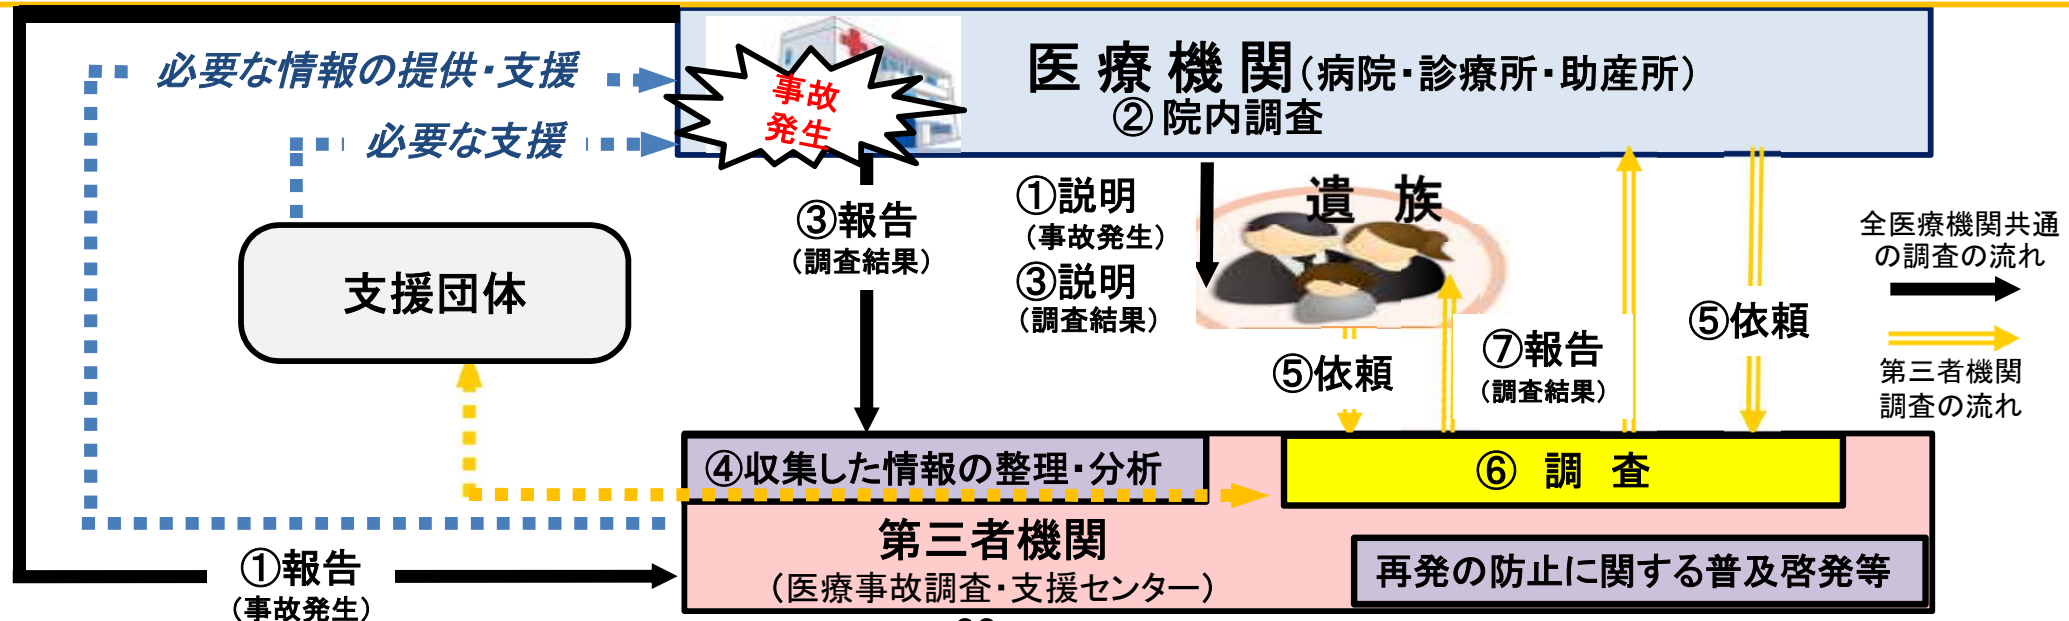 必要な情報の提供・支援
必要な支援
事故
発生
医療機関(病院・診療所・助産所)
②院内調査
③報告
(調査結果)
①説明
(事故発生)
③説明
(調査結果)
遺族
支援団体
⑤依頼
⑦報告
(調査結果)
⑤依頼
全医療機関共通
の調査の流れ
第三者機関
調査の流れ
④収集した情報の整理・分析
⑥ 調 査
第三者機関
(医療事故調査・支援センター)
再発の防止に関する普及啓発等
①報告
(事故発生)